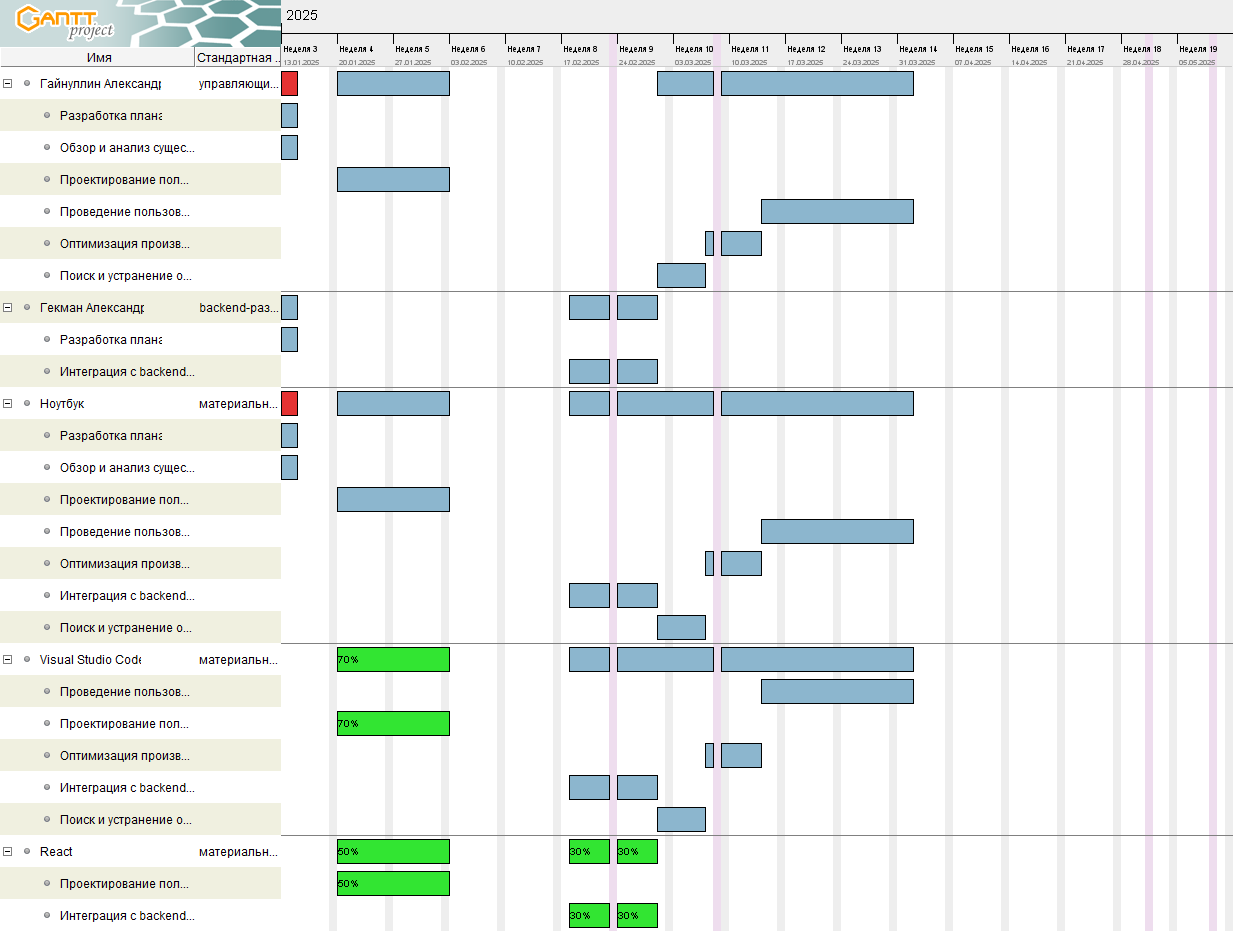 GANTT
project
2025
Неделя 3 Неделя 4 Неделя 5 Неделя 6 Неделя 7 Неделя 8 Неделя 9 Неделя 10 Неделя 11 Неделя 12 Неделя 13 Неделя 14 Неделя 15 Неделя 16 Неделя 17 Неделя 18 Неделя 19
Имя Стандартная ..
13.01.2025 20.01.2025 27.01.2025 03.02.2025 10.02.2025 17.02.2025 24.02.2025 03.03.2025 10.03.2025 17.03.2025 24.03.2025 31.03.2025 07.04.2025 14.04.2025 21.04.2025 28.04.2025 05.05.2025
Гайнуллин Александр управляющи...
Разработка плана
Обзор и анализ сущес...
Проектирование пол...
Проведение пользов...
Оптимизация произв...
Поиск и устранение о...
Гекман Александр backend-раз...
Разработка плана
Интеграция с backend...
Ноутбук материальн...
Разработка плана
Обзор и анализ сущес...
Проектирование пол...
Проведение пользов...
Оптимизация произв...
Интеграция с backend...
Поиск и устранение о...
Visual Studio Code материальн... 70%
Проведение пользов...
Проектирование пол... 70%
Оптимизация произв...
Интеграция с backend...
Поиск и устранение о...
React материальн... 50% 30% 30%
Проектирование пол... 50%
Интеграция с backend... 30% 30%